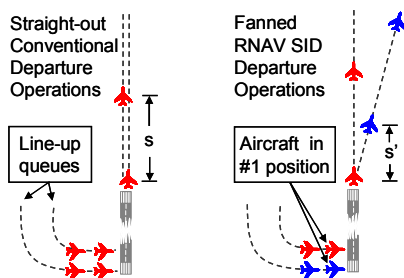 Straight-out
Conventional
Departure
Operations
S
Line-up
queues
Fanned
RNAV SID
Departure
Operations
S'
Aircraft in
#1 position